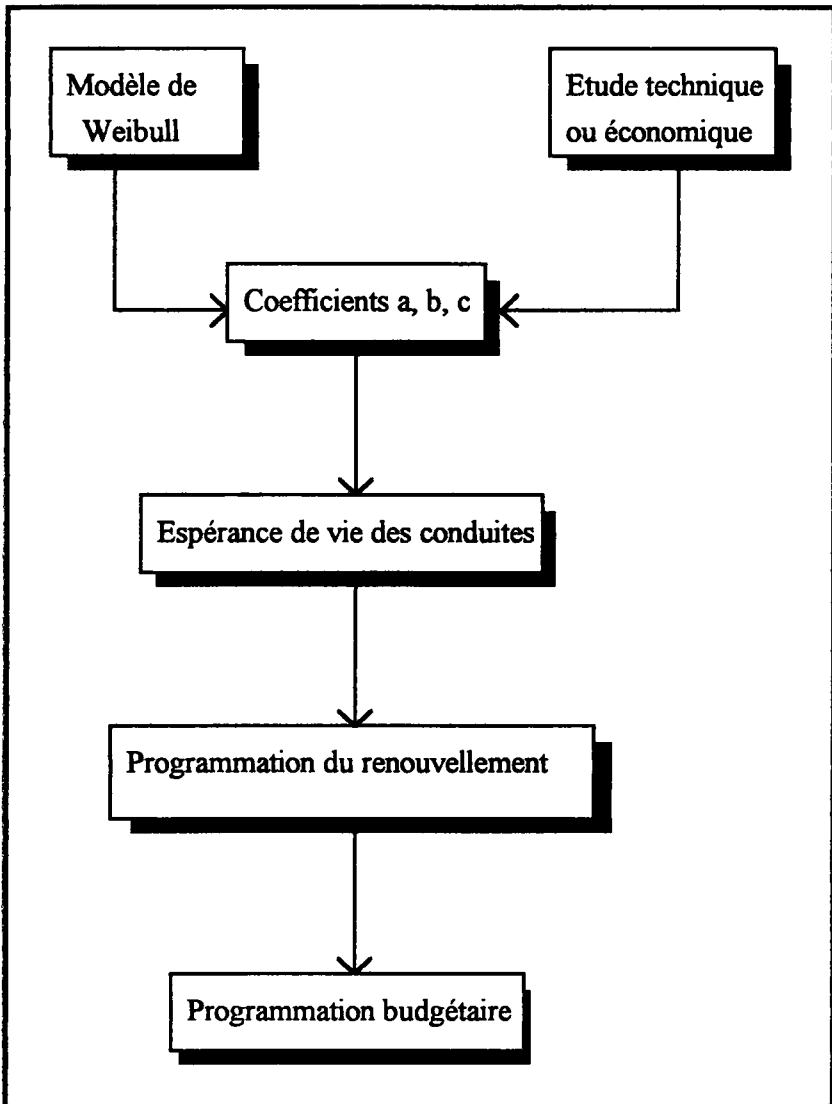 Modèle de
Weibull
Etude technique
ou économique
Coefficients a, b, c
Espérance de vie des conduites
Programmation du renouvellement
Programmation budgétaire